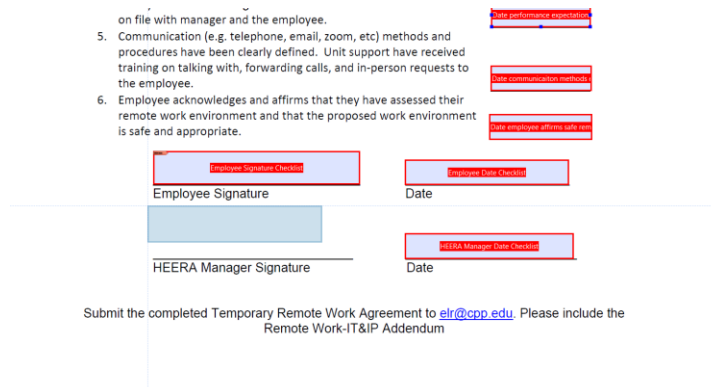 on file with manager and the employee.
Date performance expectation
5. Communication (e.g. telephone, email, zoom, etc) methods and
procedures have been clearly defined. Unit support have received
training on talking with, forwarding calls, and in-person requests to
the employee.
Date communicaiton methods
6. Employee acknowledges and affirms that they have assessed their
remote work environment and that the proposed work environment
is safe and appropriate.
Date employee affirms safe rem
Employee Signature Checklist
Employee Date Checklist
Employee Signature Date
HEERA Manager Date Checklist
HEERA Manager Signature Date
Submit the completed Temporary Remote Work Agreement to elr@cpp.edu. Please include the
Remote Work-IT&IP Addendum